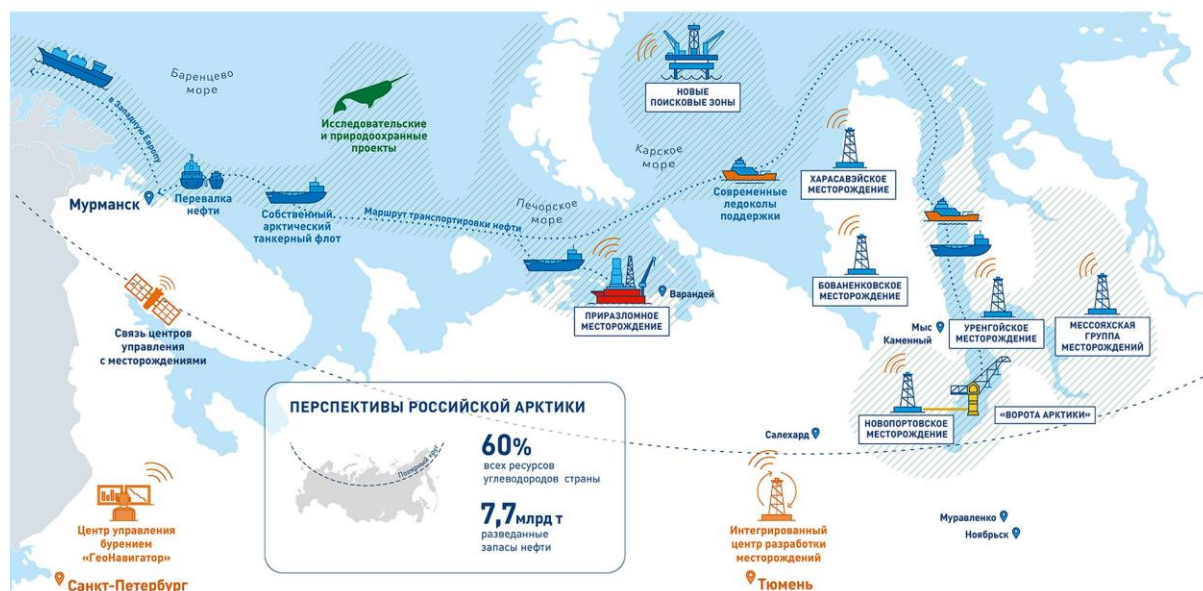 Баренцево
море
в Западную Европу
Исследовательские
и природоохранные
проекты
НОВЫЕ
ПОИСКОВЫЕ ЗОНЫ
Карское
море
ХАРАСАВЭЙСКОЕ
МЕСТОРОЖДЕНИЕ
Мурманск
Перевалка
нефти
Собственный
арктический
танкерный флот
Маршрут транспортировки нефти
Печорское
море
Современные
ледоколы
поддержки
БОВАНЕНКОВСКОЕ
МЕСТОРОЖДЕНИЕ
ПРИРАЗЛОМНОЕ
МЕСТОРОЖДЕНИЕ
Варандей
Мыс
Каменный
УРЕНГОЙСКОЕ
МЕСТОРОЖДЕНИЕ
МЕССОЯХСКАЯ
ГРУППА
МЕСТОРОЖДЕНИЙ
Связь центров
управления
с месторождениями
НОВОПОРТОВСКОЕ
МЕСТОРОЖДЕНИЕ
«ВОРОТА АРКТИКИ»
Салехард
ПЕРСПЕКТИВЫ РОССИЙСКОЙ АРКТИКИ
Полярный круг
60%
всех ресурсов
углеводородов страны
7,7 млрд т
разведанные
запасы нефти
Центр управления
бурением
«ГеоНавигатор»
Санкт-Петербург
Интегрированный
центр разработки
месторождений
Тюмень
Муравленко
Ноябрьск